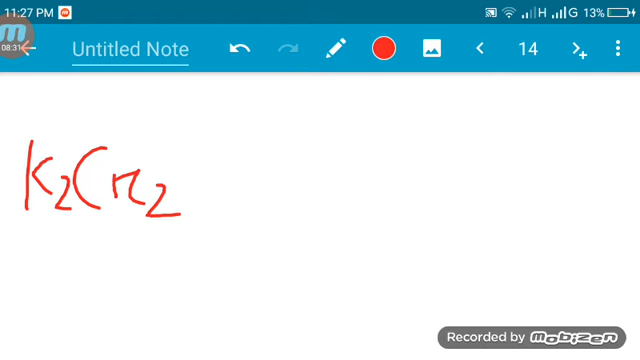 11:27 PM H G 13%
m
08:31
Untitled Note 14
K2Cr2
Recorded by mobizen